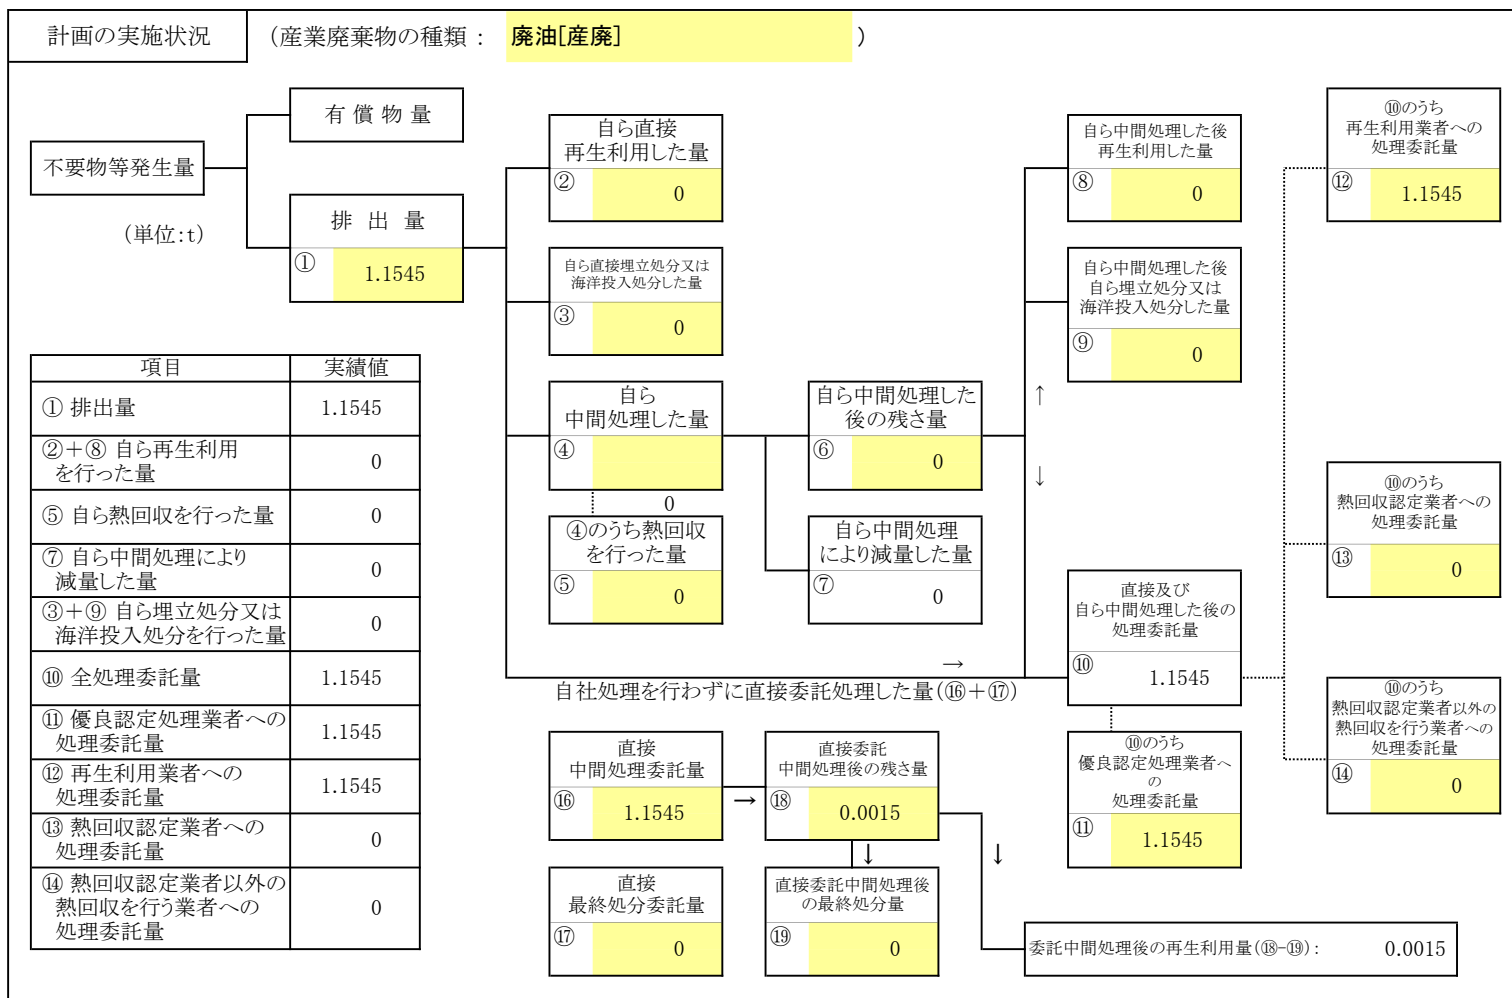 計画の実施状況
（産業廃棄物の種類： 廃油[産廃] ）
有 償 物 量
不要物等発生量
（単位:t）
排 出 量
① 1.1545
自ら直接
再生利用した量
② 0
自ら直接埋立処分又は
海洋投入処分した量
③ 0
自ら
中間処理した量
④
0
④のうち熱回収
を行った量
⑤ 0
自ら中間処理した
後の残さ量
⑥ 0
自ら中間処理
により減量した量
⑦ 0
自ら中間処理した後
再生利用した量
⑧ 0
自ら中間処理した後
自ら埋立処分又は
海洋投入処分した量
⑨ 0
↑
↓
直接及び
自ら中間処理した後の
処理委託量
⑩ 1.1545
⑩のうち
優良認定処理業者へ
の
処理委託量
⑪ 1.1545
⑩のうち
再生利用業者への
処理委託量
⑫ 1.1545
⑩のうち
熱回収認定業者への
処理委託量
⑬ 0
⑩のうち
熱回収認定業者以外の
熱回収を行う業者への
処理委託量
⑭ 0
→
自社処理を行わずに直接委託処理した量(⑯＋⑰)
直接
中間処理委託量
⑯ 1.1545
→
直接委託
中間処理後の残さ量
⑱ 0.0015
↓
↓
直接
最終処分委託量
⑰ 0
直接委託中間処理後
の最終処分量
⑲ 0
委託中間処理後の再生利用量(⑱-⑲)： 0.0015
項目 実績値
① 排出量 1.1545
②＋⑧ 自ら再生利用
を行った量 0
⑤ 自ら熱回収を行った量 0
⑦ 自ら中間処理により
減量した量 0
③＋⑨ 自ら埋立処分又は
海洋投入処分を行った量 0
⑩ 全処理委託量 1.1545
⑪ 優良認定処理業者への
処理委託量 1.1545
⑫ 再生利用業者への
処理委託量 1.1545
⑬ 熱回収認定業者への
処理委託量 0
⑭ 熱回収認定業者以外の
熱回収を行う業者への
処理委託量 0